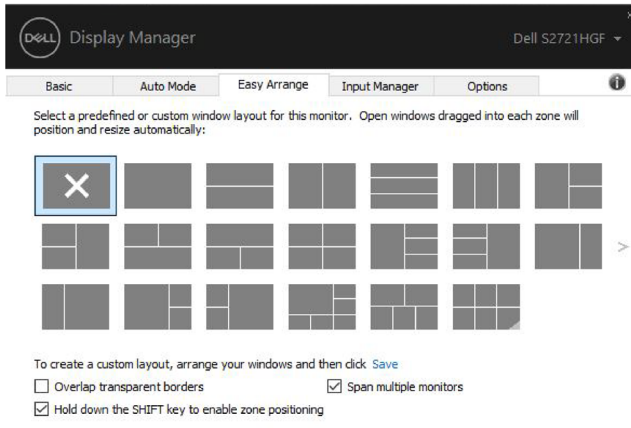 DELL Display Manager
Dell S2721HGF
Basic
Auto Mode
Easy Arrange
Input Manager
Options
Select a predefined or custom window layout for this monitor. Open windows dragged into each zone will
position and resize automatically:
To create a custom layout, arrange your windows and then click Save
Overlap transparent borders
Span multiple monitors
Hold down the SHIFT key to enable zone positioning